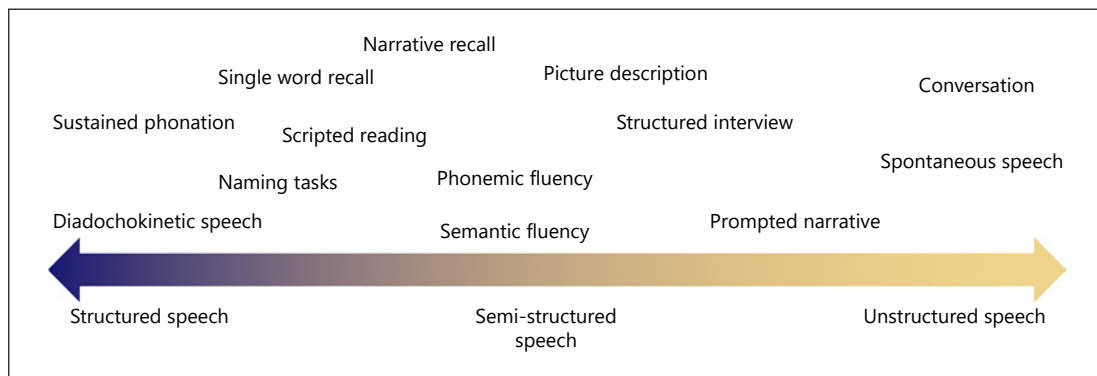 Narrative recall
Single word recall
Picture description
Conversation
Sustained phonation
Scripted reading
Structured interview
Spontaneous speech
Naming tasks
Phonemic fluency
Diadochokinetic speech
Semantic fluency
Prompted narrative
Structured speech
Semi-structured
speech
Unstructured speech